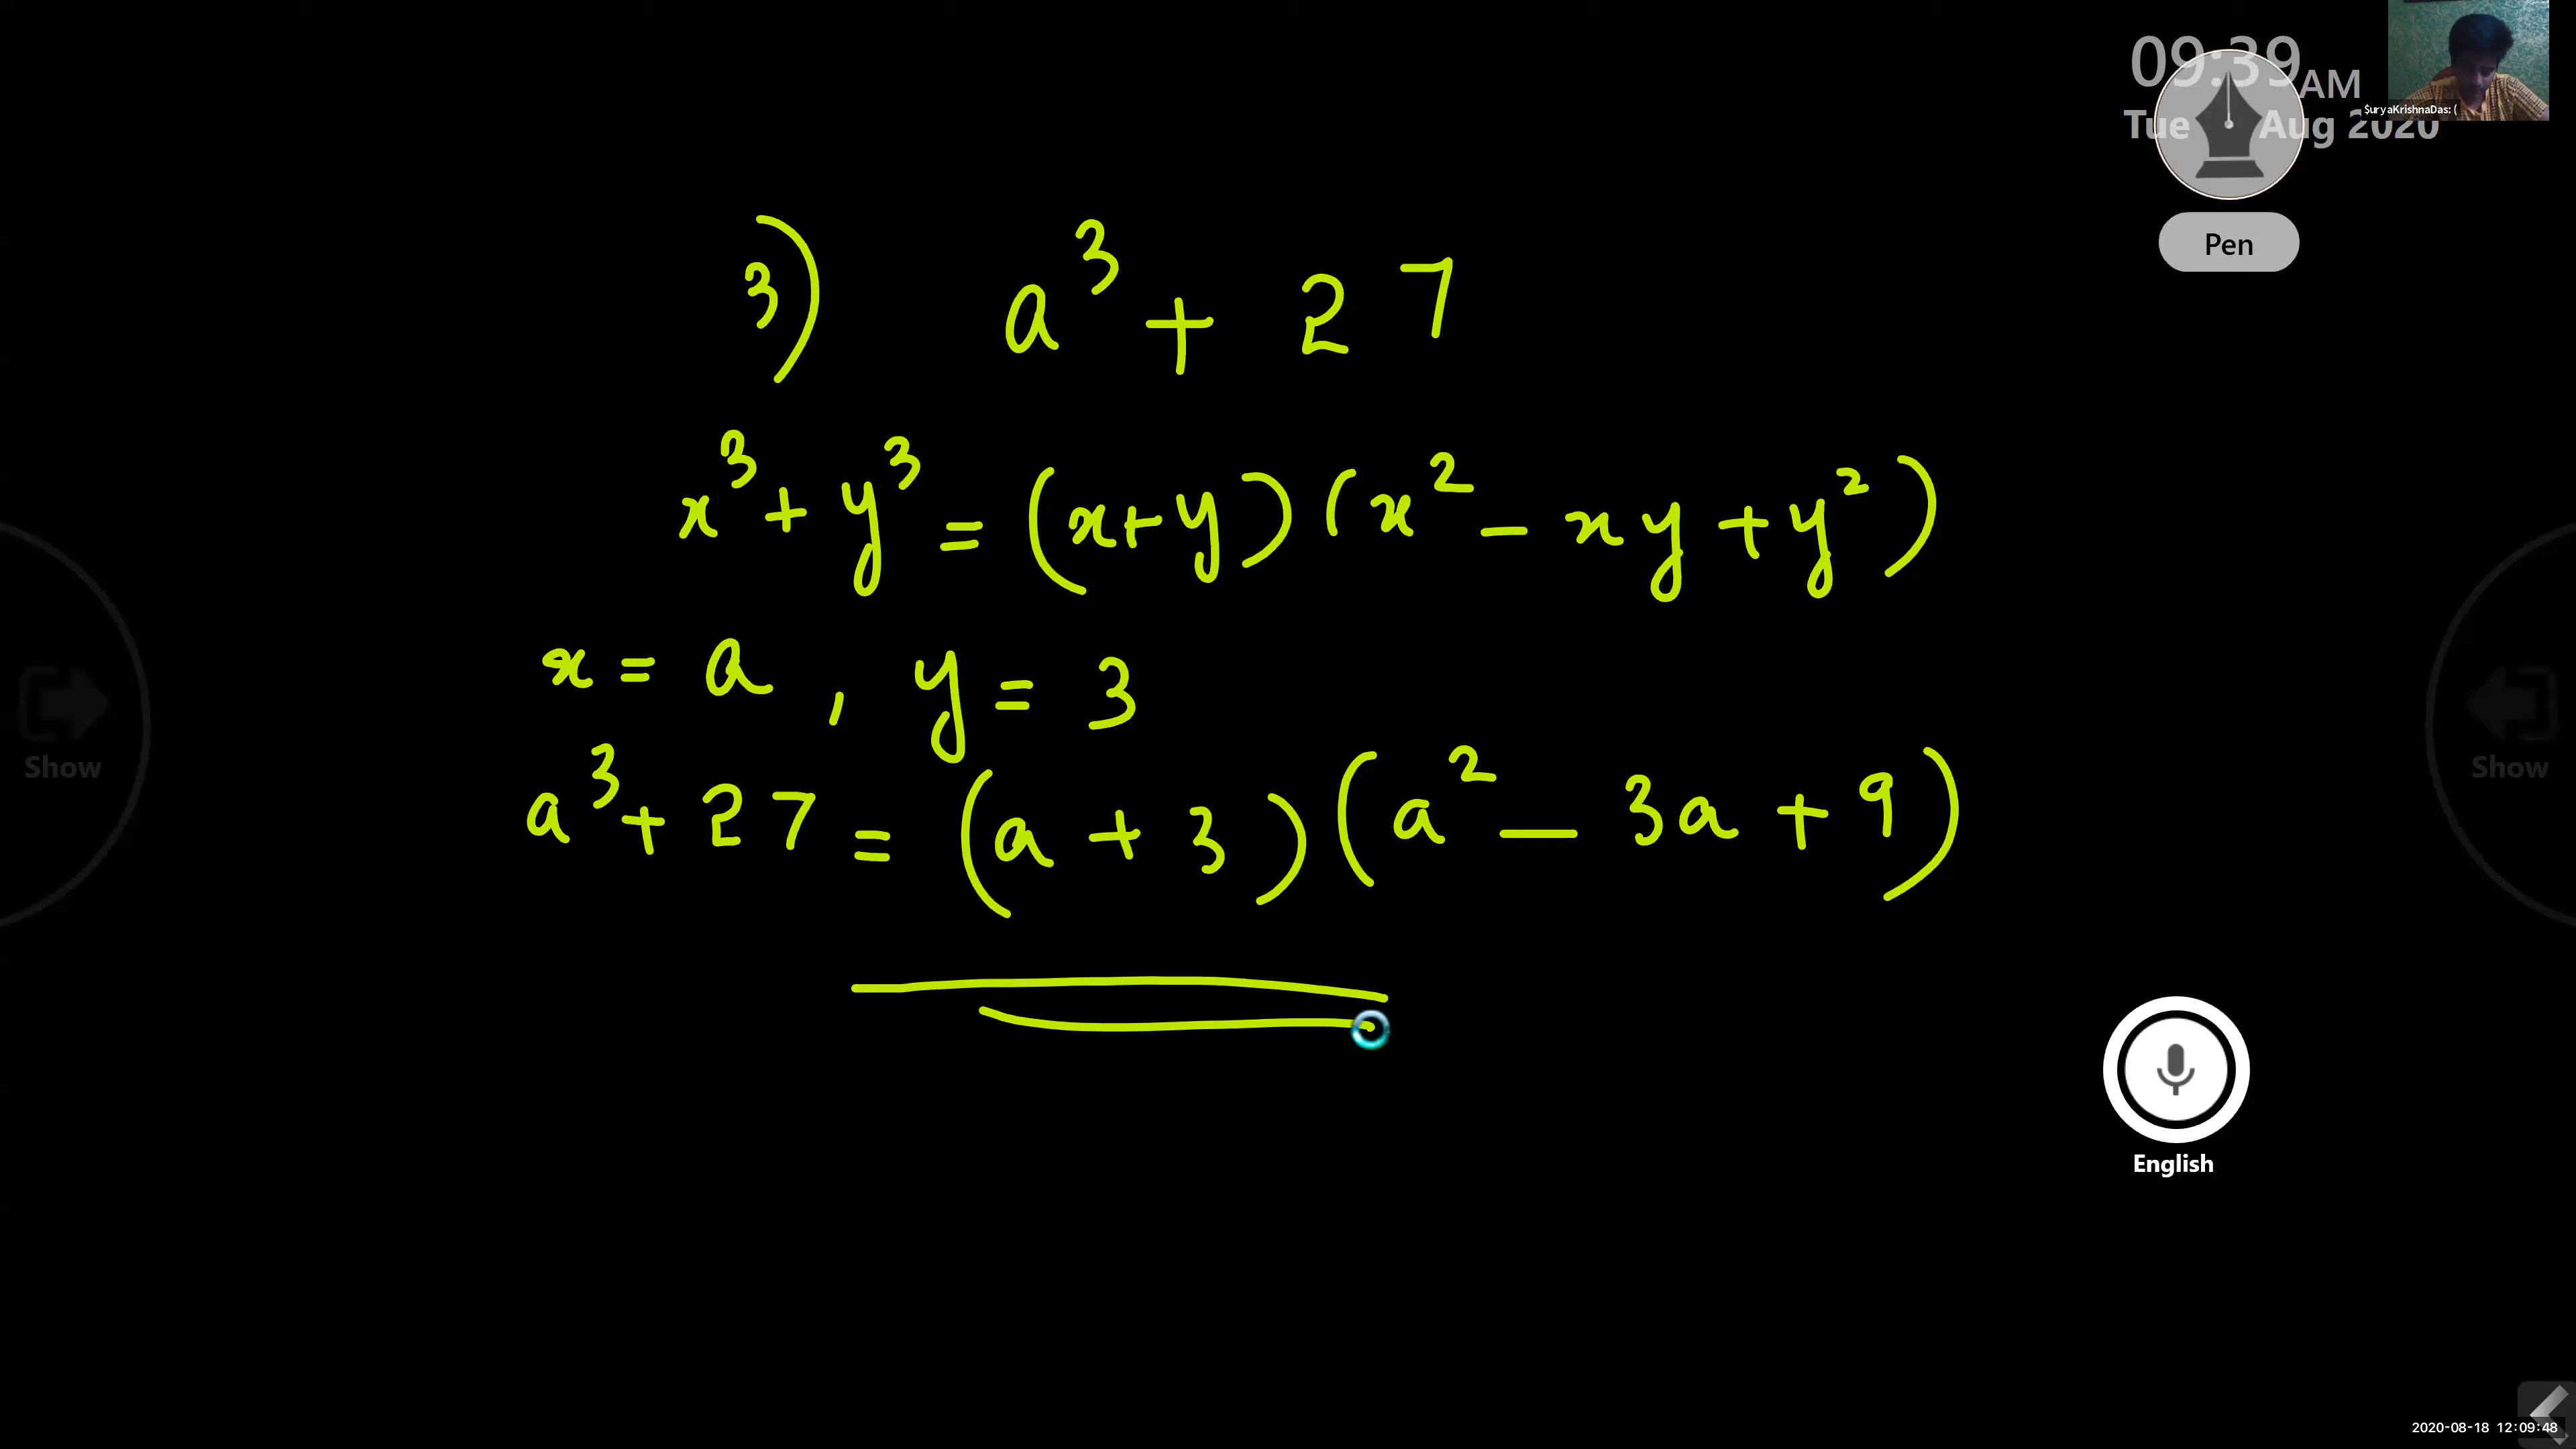 09:39 AM
$uryaKrishnaDas: (
Tue Aug 2020
Pen
3) a³ + 27
x³ + y³ = (x+y) (x² - xy + y²)
x = a , y = 3
Show
Show
a³ + 27 = (a + 3) (a² - 3a + 9)
English
2020-08-18 12:09:48